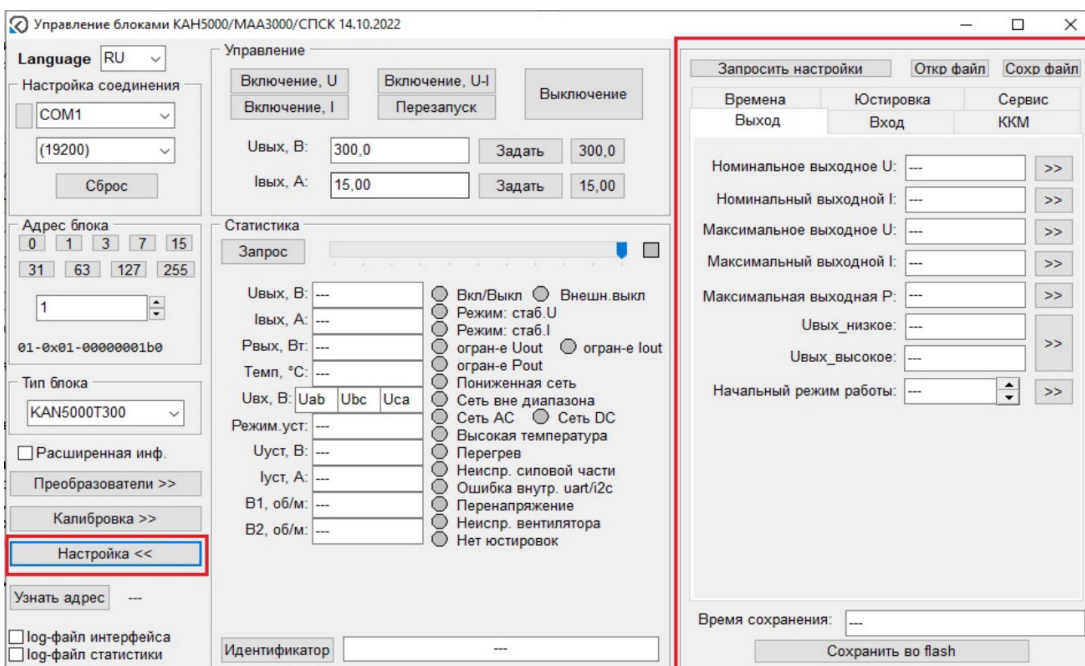 Управление блоками КАН5000/МАА3000/СПСК 14.10.2022
Language RU
Настройка соединения
COM1
(19200)
Сброс
Адрес блока
0 1 3 7 15
31 63 127 255
1
01-0x01-00000001b0
Тип блока
KAN5000T300
Расширенная инф.
Преобразователи >>
Калибровка >>
Настройка <<
Узнать адрес ---
log-файл интерфейса
log-файл статистики
Управление
Включение, U Включение, U-I Выключение
Включение, I Перезапуск
Uвых, В: 300,0 Задать 300,0
Iвых, А: 15,00 Задать 15,00
Статистика
Запрос
Uвых, В: ---
Iвых, А: ---
Pвых, Вт: ---
Темп, °C: ---
Uвх, В: Uab Ubc Uca
Режим.уст: ---
Uуст, В: ---
Iуст, А: ---
В1, об/м: ---
В2, об/м: ---
Вкл/Выкл Внешн.выкл
Режим: стаб.U
Режим: стаб.I
огран-е Uout огран-е Iout
огран-е Pout
Пониженная сеть
Сеть вне диапазона
Сеть AC Сеть DC
Высокая температура
Перегрев
Неиспр. силовой части
Ошибка внутр. uart/i2c
Перенапряжение
Неиспр. вентилятора
Нет юстировок
Идентификатор ---
Запросить настройки Откр файл Сохр файл
Времена Юстировка Сервис
Выход Вход ККМ
Номинальное выходное U: --- >>
Номинальный выходной I: --- >>
Максимальное выходное U: --- >>
Максимальный выходной I: --- >>
Максимальная выходная P: --- >>
Uвых_низкое: ---
>>
Uвых_высокое: ---
Начальный режим работы: --- >>
Время сохранения: ---
Сохранить во flash